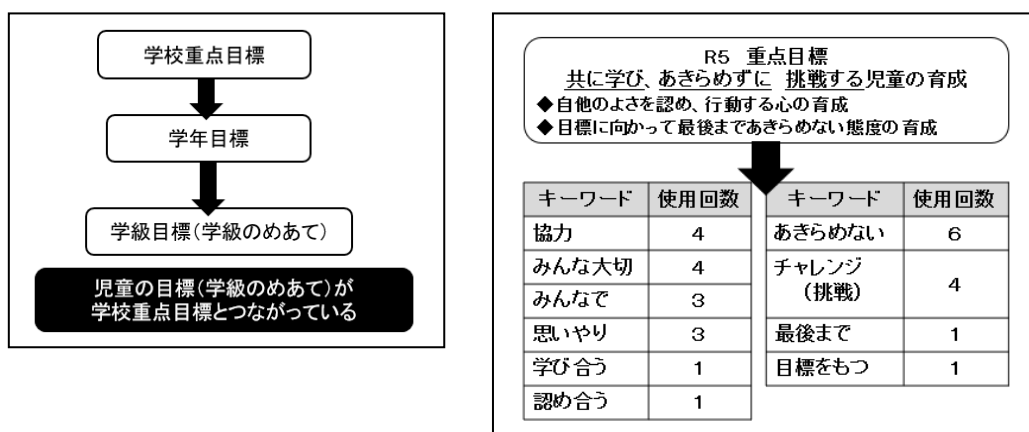 学校重点目標
学年目標
学級目標(学級のめあて)
児童の目標(学級のめあて)が
学校重点目標とつながっている
R5 重点目標
共に学び、あきらめずに 挑戦する児童の育成
◆自他のよさを認め、行動する心の育成
◆目標に向かって最後まであきらめない態度の育成
キーワード 使用回数
協力 4
みんな大切 4
みんなで 3
思いやり 3
学び合う 1
認め合う 1
キーワード 使用回数
あきらめない 6
チャレンジ
(挑戦) 4
最後まで 1
目標をもつ 1